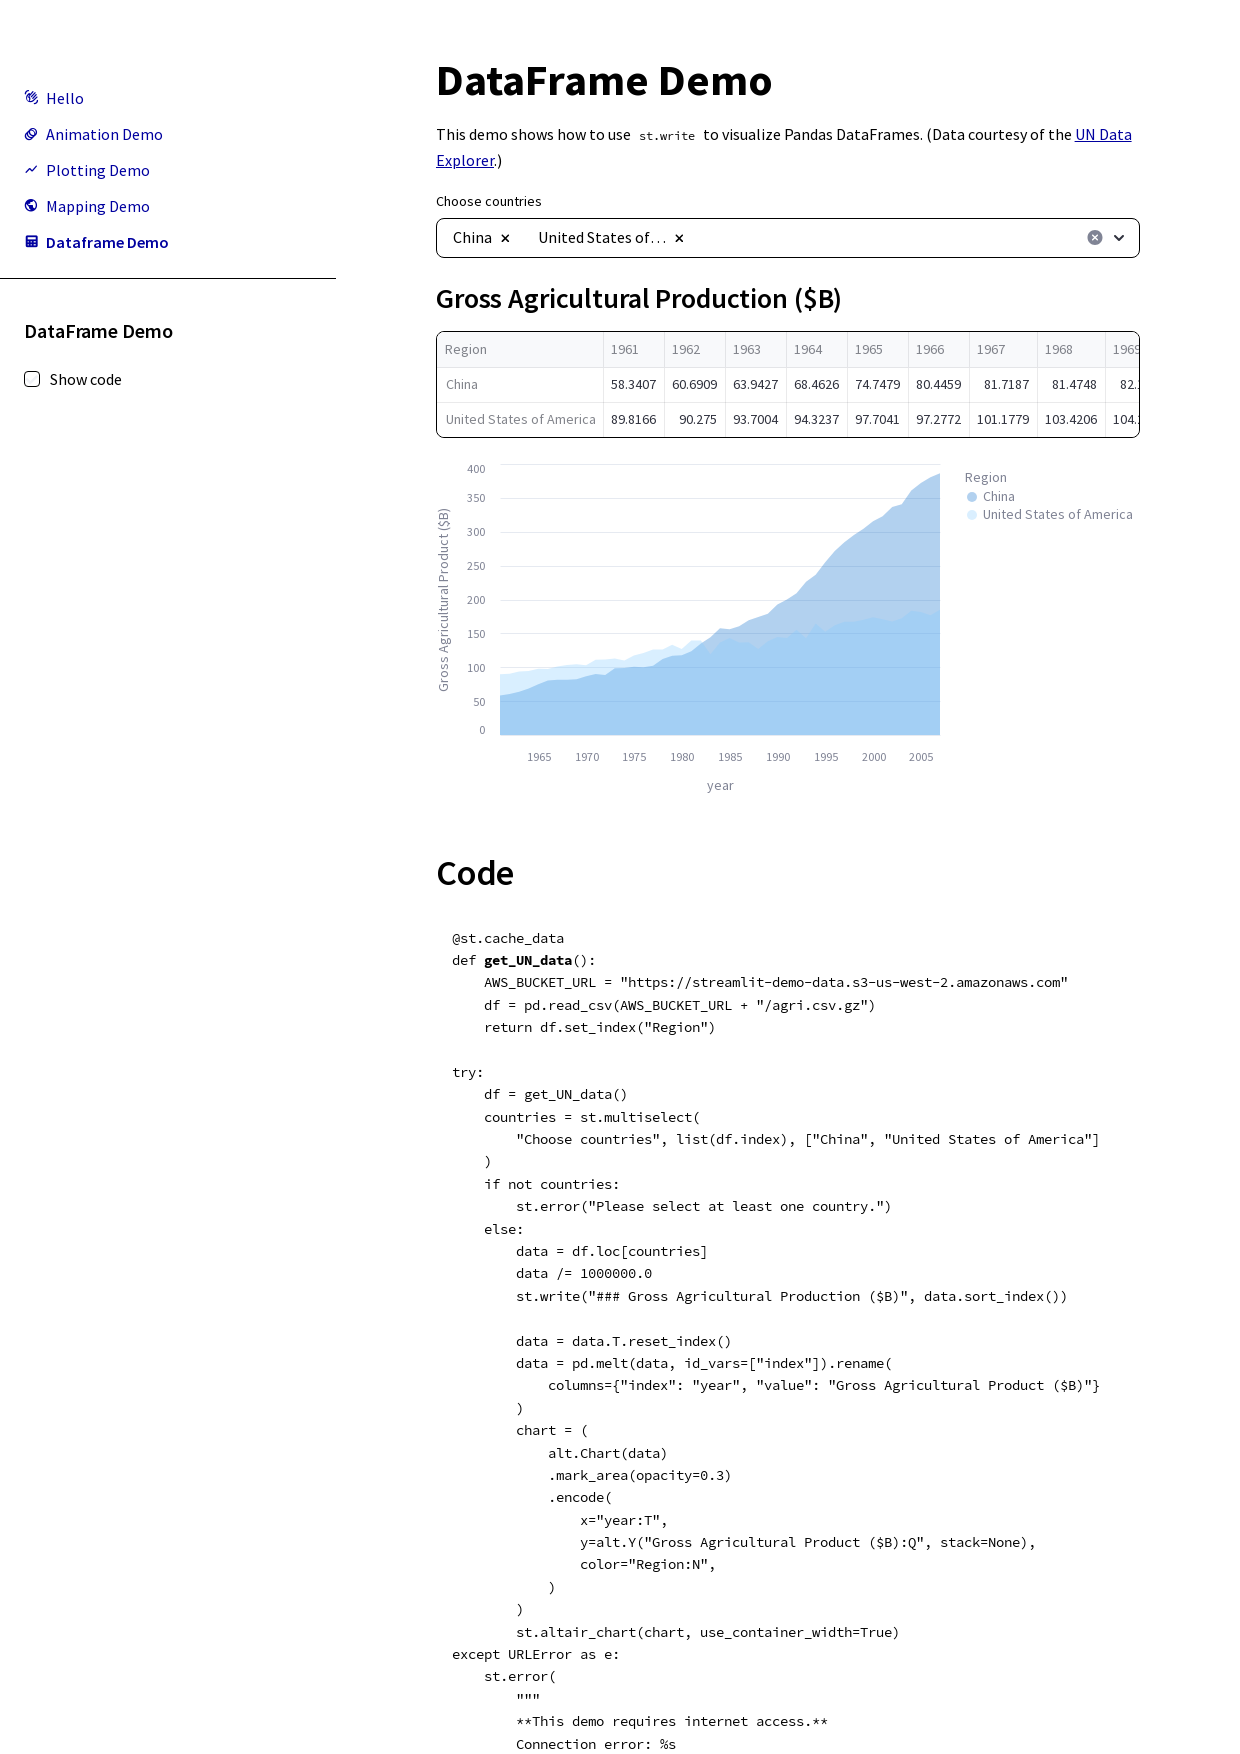 Hello
Animation Demo
Plotting Demo
Mapping Demo
Dataframe Demo
DataFrame Demo
Show code
DataFrame Demo
This demo shows how to use st.write to visualize Pandas DataFrames. (Data courtesy of the UN Data
Explorer.)
Choose countries
China United States of…
Gross Agricultural Production ($B)
Region 1961 1962 1963 1964 1965 1966 1967 1968 1969
China 58.3407 60.6909 63.9427 68.4626 74.7479 80.4459 81.7187 81.4748
United States of America 89.8166 90.275 93.7004 94.3237 97.7041 97.2772 101.1779 103.4206
Gross Agricultural Product ($B)
400
350
300
250
200
150
100
50
0
1965 1970 1975 1980 1985 1990 1995 2000 2005
year
Region
China
United States of America
Code
@st.cache_data
def get_UN_data():
    AWS_BUCKET_URL = "https://streamlit-demo-data.s3-us-west-2.amazonaws.com"
    df = pd.read_csv(AWS_BUCKET_URL + "/agri.csv.gz")
    return df.set_index("Region")
try:
    df = get_UN_data()
    countries = st.multiselect(
        "Choose countries", list(df.index), ["China", "United States of America"]
    )
    if not countries:
        st.error("Please select at least one country.")
    else:
        data = df.loc[countries]
        data /= 1000000.0
        st.write("### Gross Agricultural Production ($B)", data.sort_index())
        data = data.T.reset_index()
        data = pd.melt(data, id_vars=["index"]).rename(
            columns={"index": "year", "value": "Gross Agricultural Product ($B)"}
        )
        chart = (
            alt.Chart(data)
            .mark_area(opacity=0.3)
            .encode(
                x="year:T",
                y=alt.Y("Gross Agricultural Product ($B):Q", stack=None),
                color="Region:N",
            )
        )
        st.altair_chart(chart, use_container_width=True)
except URLError as e:
    st.error(
        """
        **This demo requires internet access.**
        Connection error: %s